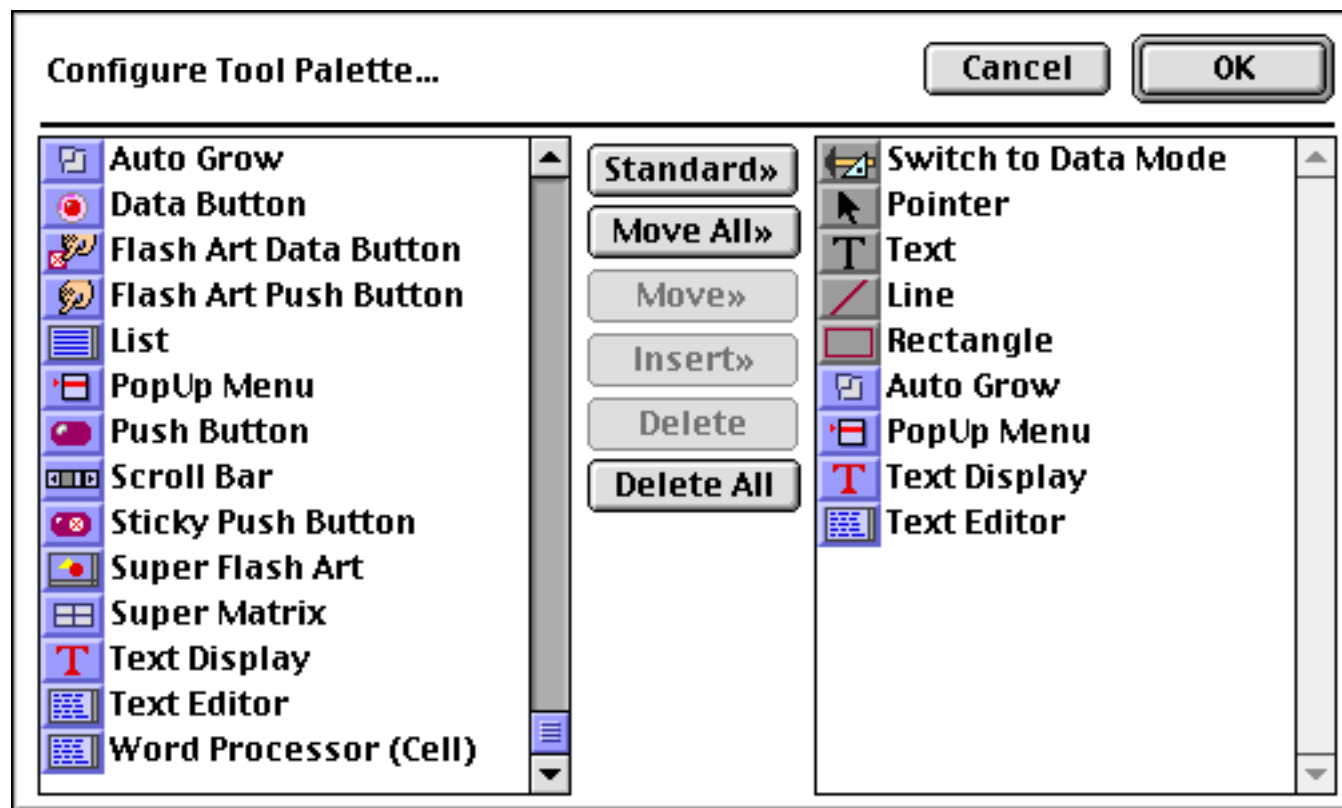 Configure Tool Palette...
Cancel
OK
Auto Grow
Data Button
Flash Art Data Button
Flash Art Push Button
List
PopUp Menu
Push Button
Scroll Bar
Sticky Push Button
Super Flash Art
Super Matrix
Text Display
Text Editor
Word Processor (Cell)
Standard»
Move All»
Move»
Insert»
Delete
Delete All
Switch to Data Mode
Pointer
Text
Line
Rectangle
Auto Grow
PopUp Menu
Text Display
Text Editor